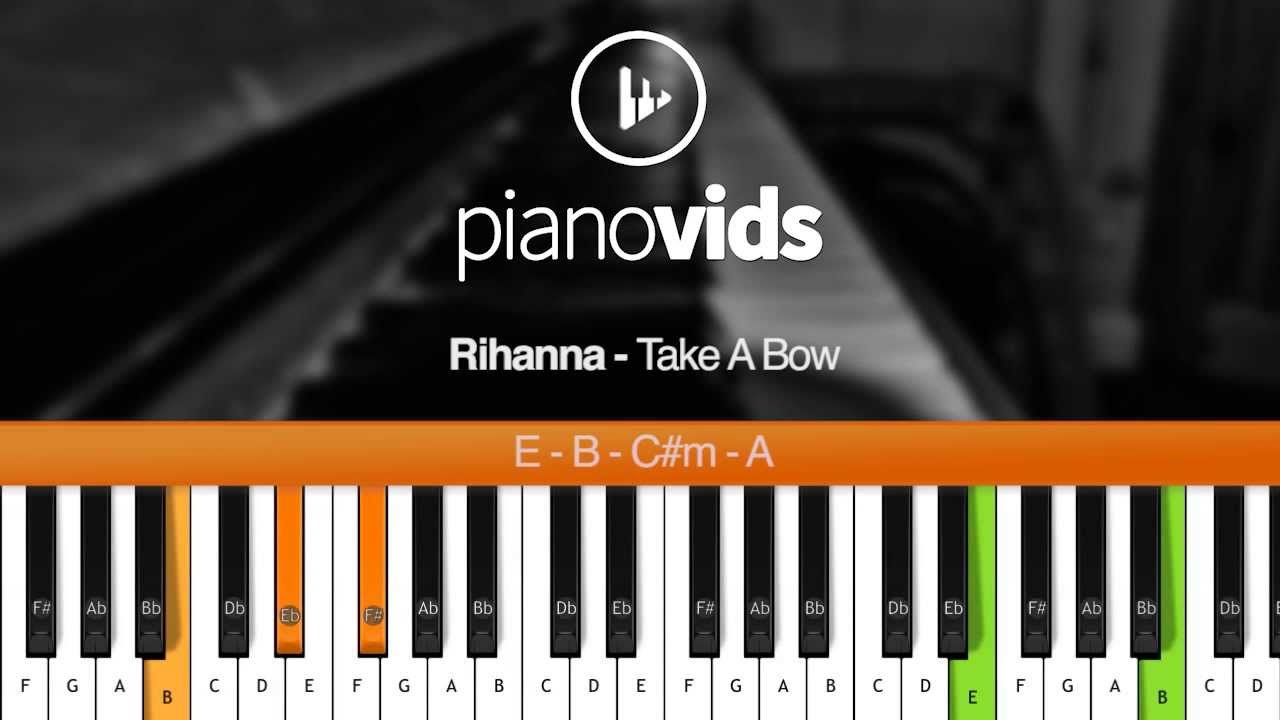 pianovids
Rihanna - Take A Bow
E - B - C#m - A
F# Ab Bb Db Eb F# Ab Bb Db Eb F# Ab Bb Db Eb F# Ab Bb Db E
F G A B C D E F G A B C D E F G A B C D E F G A B C D